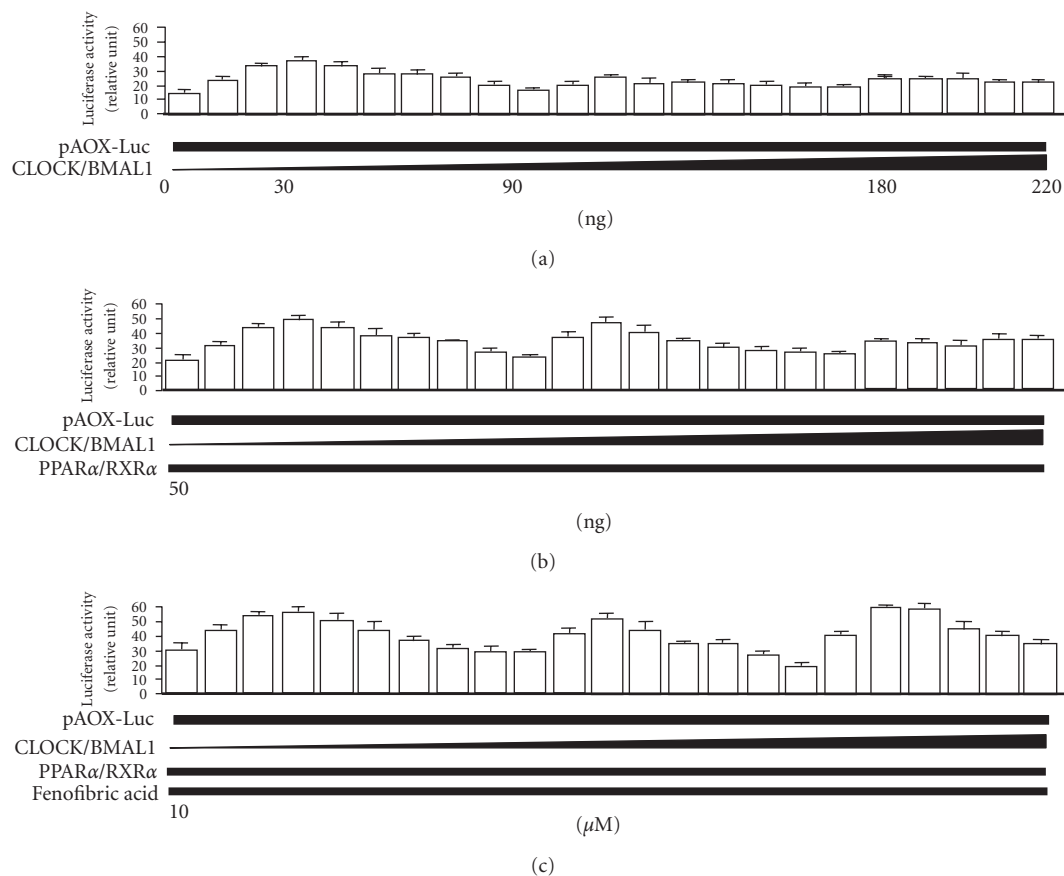 Luciferase activity
(relative unit)
60
50
40
30
20
10
0
pAOX-Luc
CLOCK/BMAL1
0 30 90 180 220
(ng)
(a)
Luciferase activity
(relative unit)
60
50
40
30
20
10
0
pAOX-Luc
CLOCK/BMAL1
PPARα/RXRα
50
(ng)
(b)
Luciferase activity
(relative unit)
60
50
40
30
20
10
0
pAOX-Luc
CLOCK/BMAL1
PPARα/RXRα
Fenofibric acid
10
(μM)
(c)